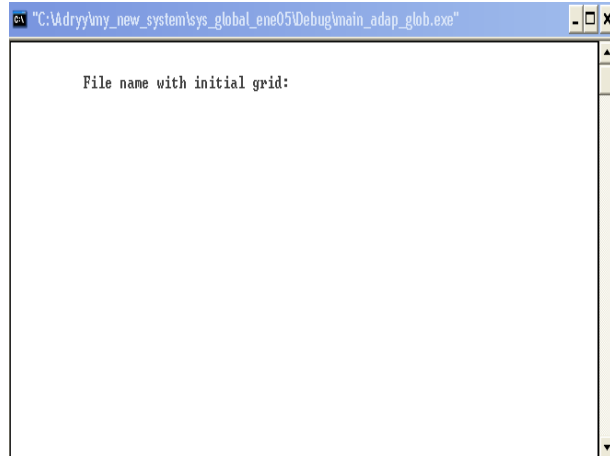 "C:\Adryy\my_new_system\sys_global_ene05\Debug\main_adap_glob.exe"
File name with initial grid: